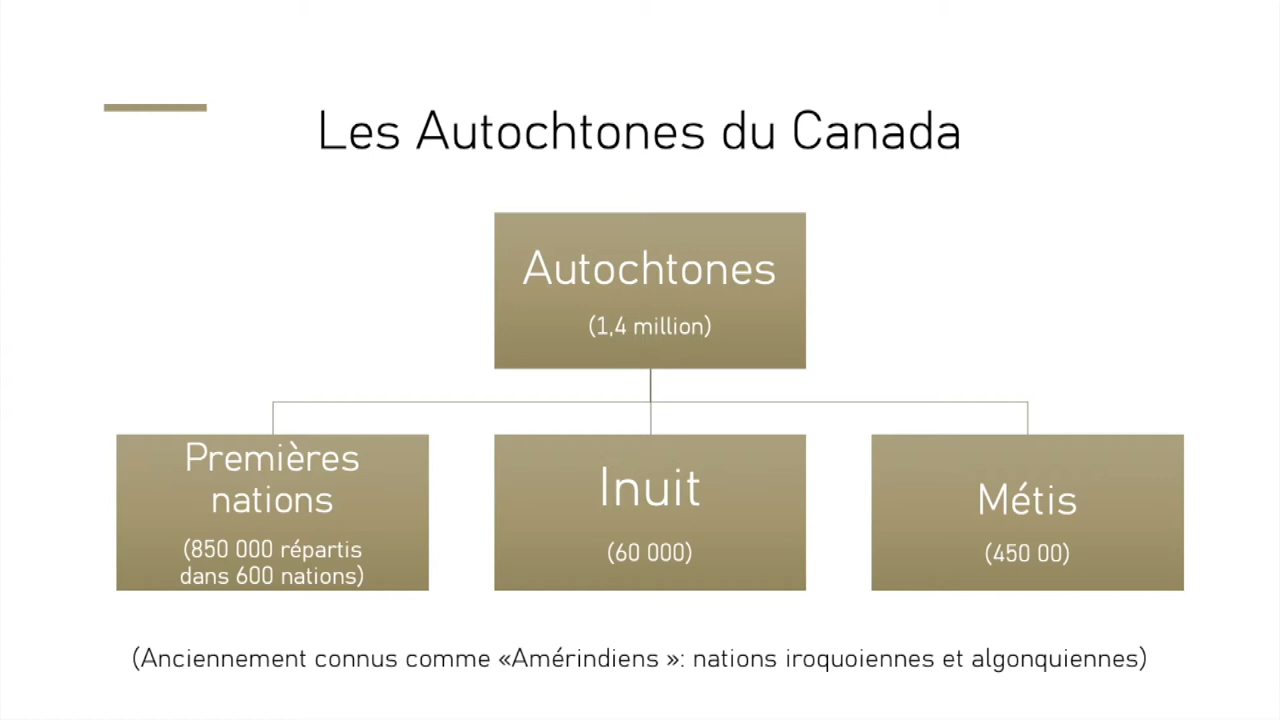 Les Autochtones du Canada
Autochtones
(1,4 million)
Premières
nations
(850 000 répartis
dans 600 nations)
Inuit
(60 000)
Métis
(450 00)
(Anciennement connus comme «Amérindiens »: nations iroquoiennes et algonquiennes)